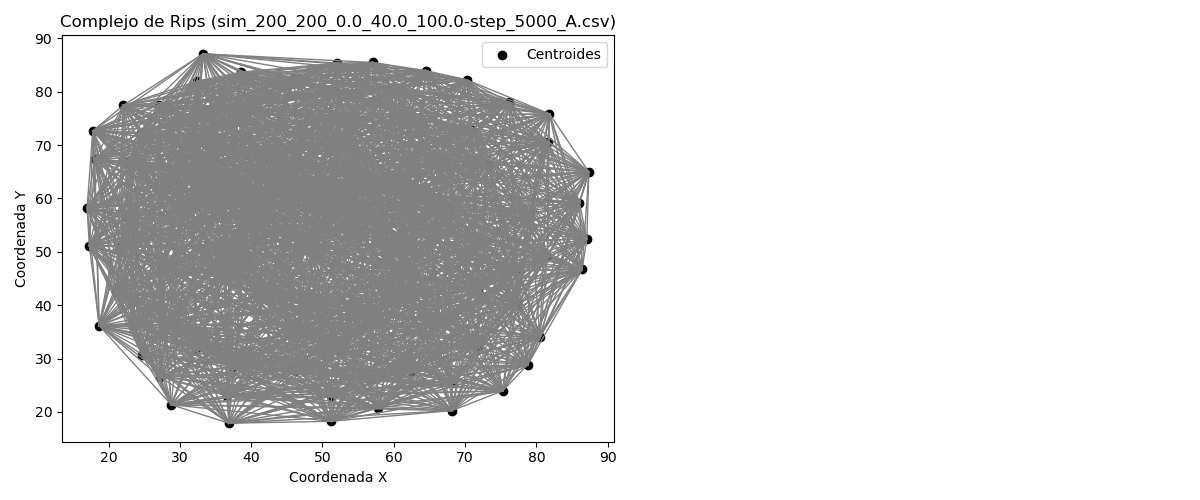 Complejo de Rips (sim_200_200_0.0_40.0_100.0-step_5000_A.csv)
90
80
70
60
50
40
30
20
Coordenada Y
Centroides
20 30 40 50 60 70 80 90
Coordenada X